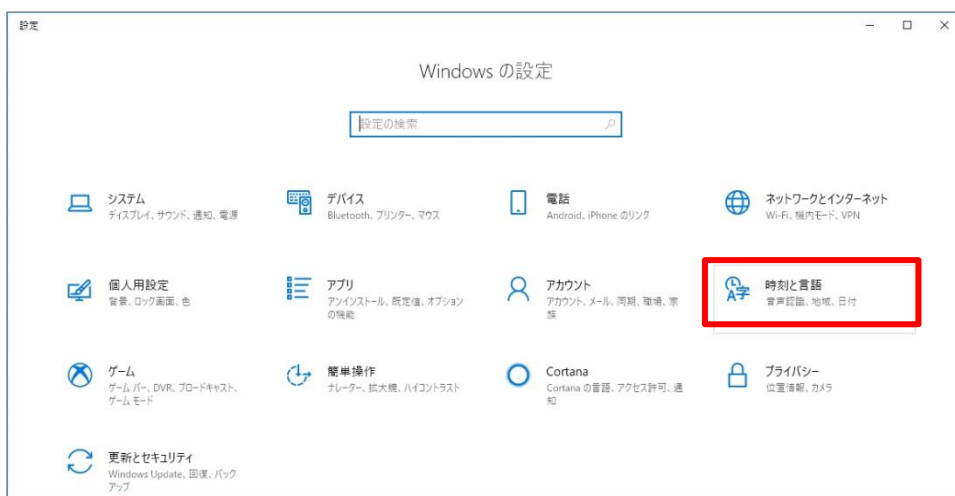 設定
Windows の設定
設定の検索
システム
ディスプレイ、サウンド、通知、電源
デバイス
Bluetooth、プリンター、マウス
電話
Android、iPhone のリンク
ネットワークとインターネット
Wi-Fi、機内モード、VPN
個人用設定
背景、ロック画面、色
アプリ
アンインストール、既定値、オプション
の機能
アカウント
アカウント、メール、同期、職場、家
族
時刻と言語
音声認識、地域、日付
ゲーム
ゲーム バー、DVR、ブロードキャスト、
ゲーム モード
簡単操作
ナレーター、拡大鏡、ハイコントラスト
Cortana
Cortana の言語、アクセス許可、通
知
プライバシー
位置情報、カメラ
更新とセキュリティ
Windows Update、回復、バック
アップ